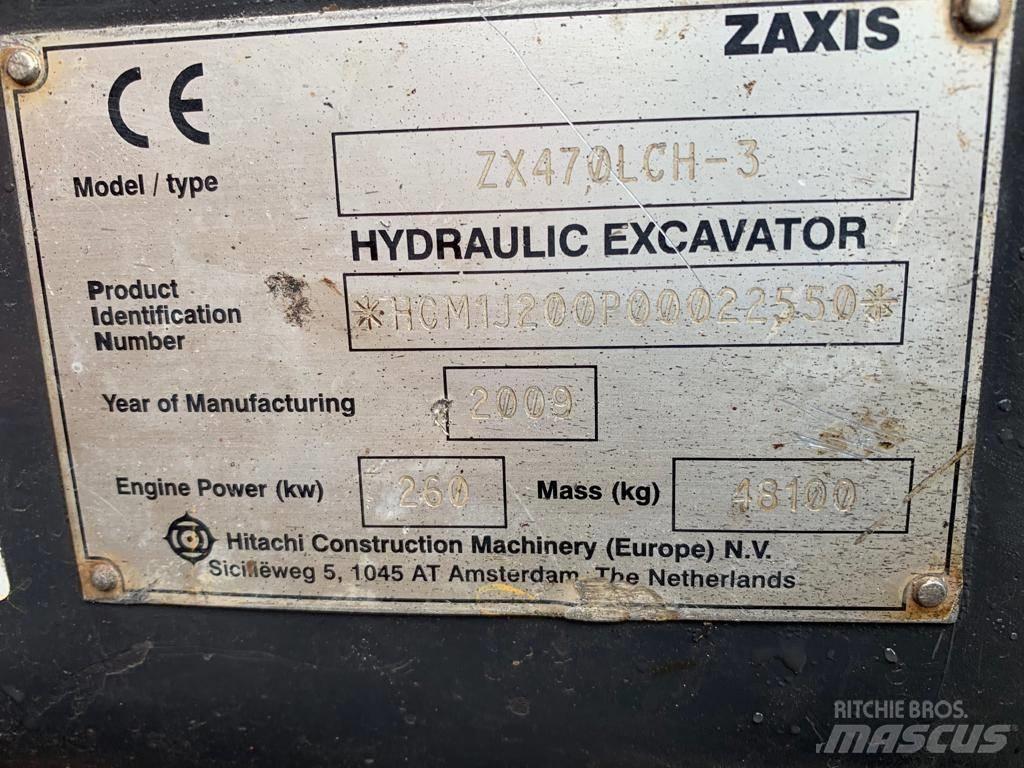 ZAXIS
CE
Model / type ZX470LCH-3
HYDRAULIC EXCAVATOR
Product
Identification
Number
*HCM1J200P00022550*
Year of Manufacturing 2009
Engine Power (kw) 260 Mass (kg) 48100
Hitachi Construction Machinery (Europe) N.V.
Siciliëweg 5, 1045 AT Amsterdam, The Netherlands
RITCHIE BROS.
MASCUS